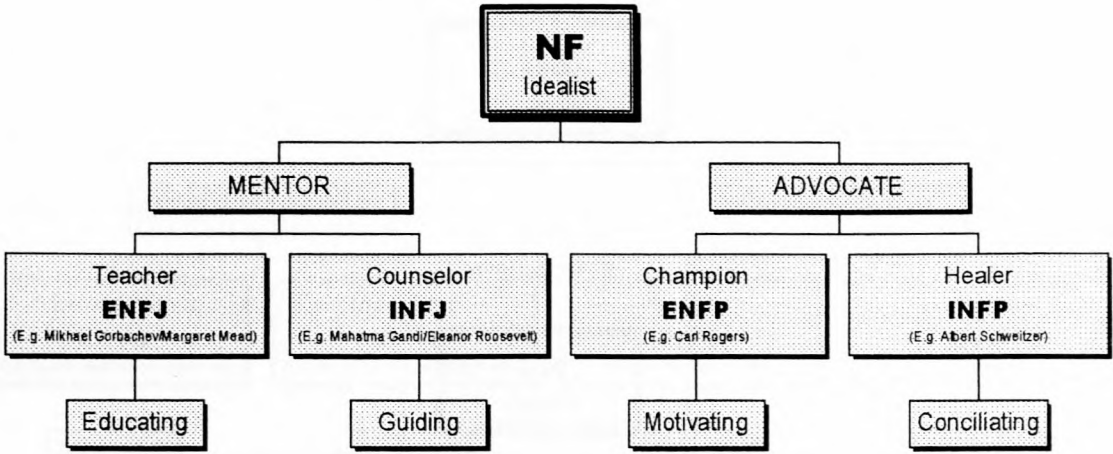 NF
Idealist
MENTOR
ADVOCATE
Teacher
ENFJ
(E.g. Mikhael Gorbachev/Margaret Mead)
Counselor
INFJ
(E.g. Mahatma Gandi/Eleanor Roosevelt)
Champion
ENFP
(E.g. Carl Rogers)
Healer
INFP
(E.g. Albert Schweitzer)
Educating
Guiding
Motivating
Conciliating